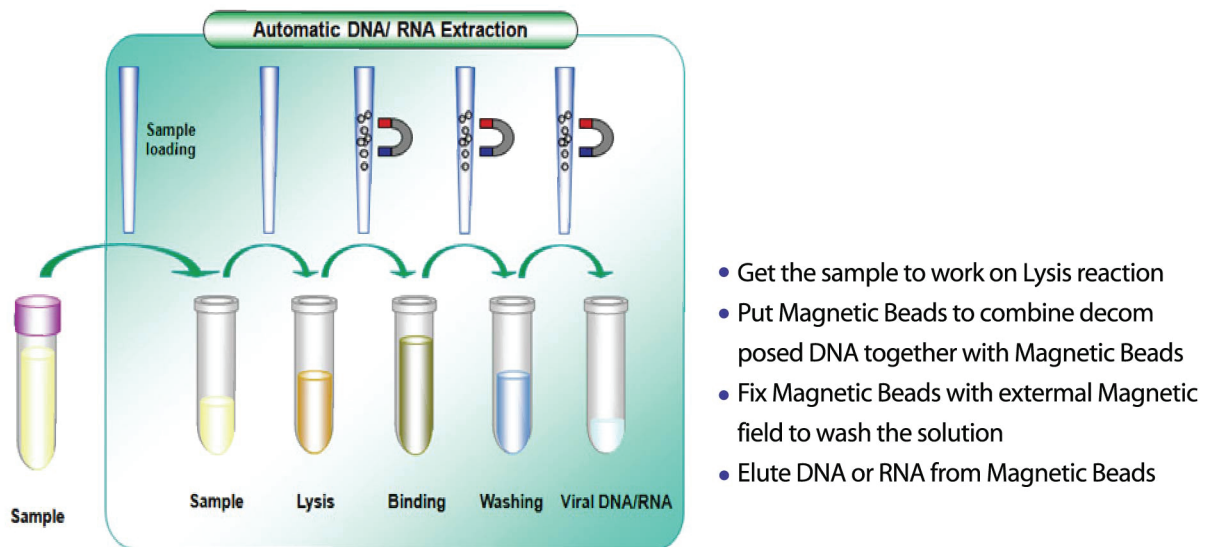 Automatic DNA/ RNA Extraction
Sample
loading
Sample
Sample
Lysis
Binding
Washing
Viral DNA/RNA
• Get the sample to work on Lysis reaction
• Put Magnetic Beads to combine decom
posed DNA together with Magnetic Beads
• Fix Magnetic Beads with extermal Magnetic
field to wash the solution
• Elute DNA or RNA from Magnetic Beads